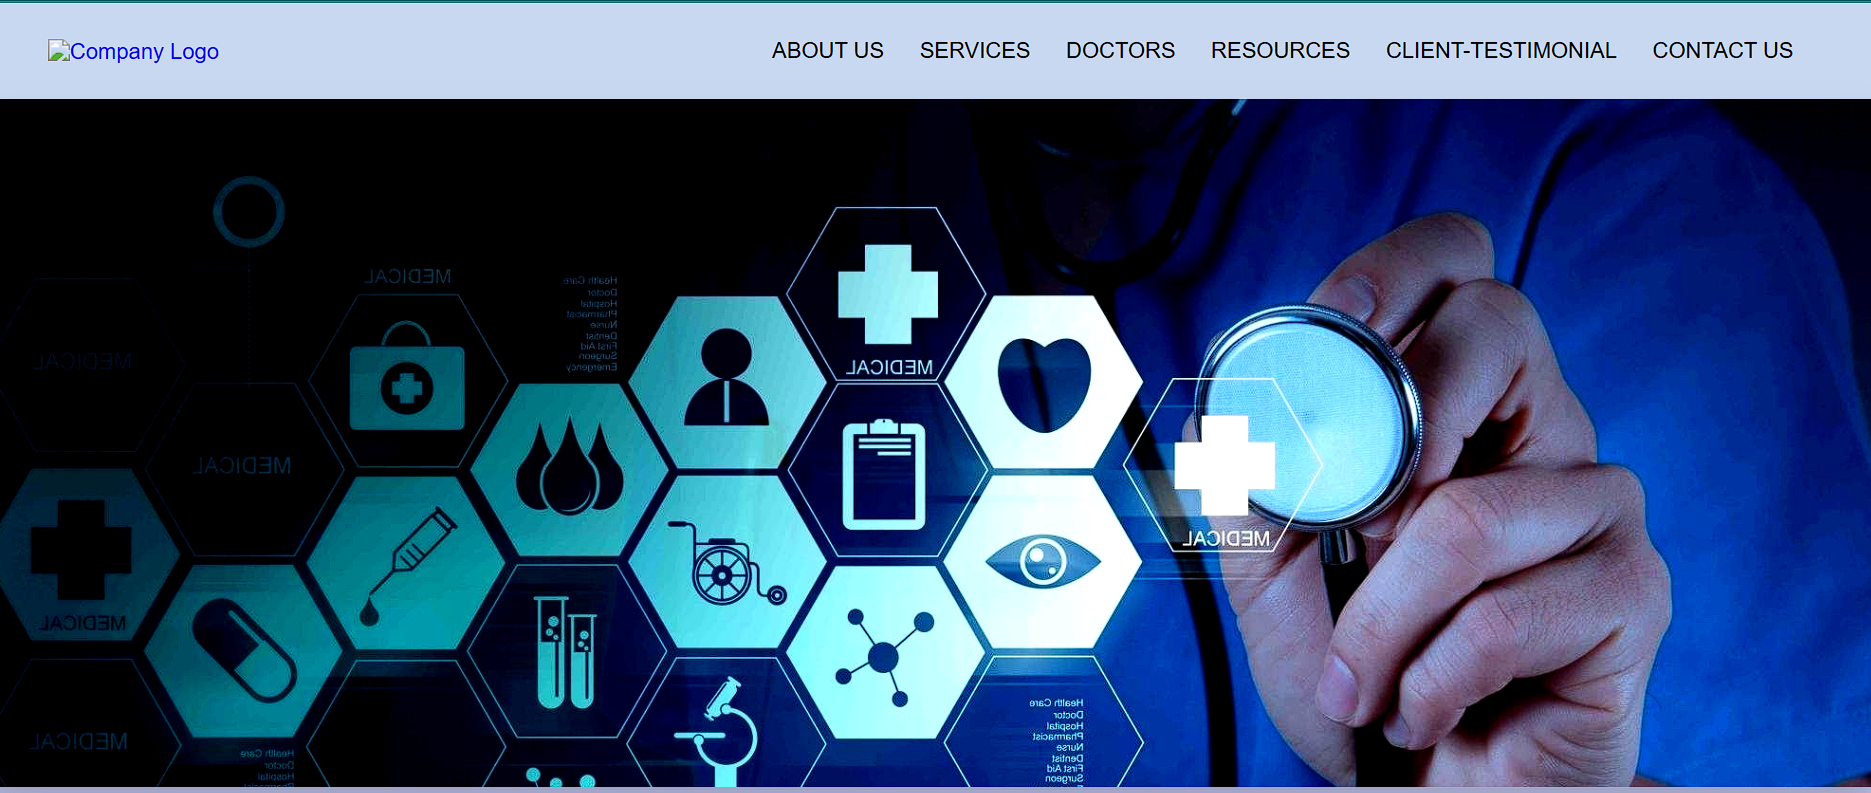 Company Logo
ABOUT US
SERVICES
DOCTORS
RESOURCES
CLIENT-TESTIMONIAL
CONTACT US
MEDICAL
Health Care
Doctor
Hospital
Pharmacist
Nurse
Dentist
First Aid
Surgeon
Emergency
MEDICAL
MEDICAL
MEDICAL
MEDICAL
MEDICAL
Health Care
Doctor
Hospital
Pharmacist
Nurse
Dentist
First Aid
Surgeon
MEDICAL
Health Care
Doctor
Hospital